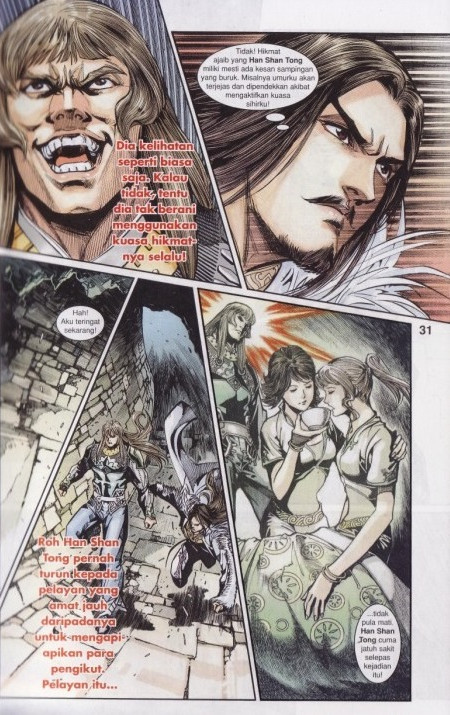 Dia kelihatan
seperti biasa
saja. Kalau
tidak, tentu
dia tak berani
menggunakan
kuasa hikmat-
nya selalu!
Tidak! Hikmat
ajaib yang Han Shan Tong
miliki mesti ada kesan sampingan
yang buruk. Misalnya umurku akan
terjejas dan dipendekkan akibat
mengaktifkan kuasa
sihirku!
31
Hah!
Aku teringat
sekarang!
Roh Han Shan
Tong pernah
turun kepada
pelayan yang
amat jauh
daripadanya
untuk mengapi-
apikan para
pengikut.
Pelayan itu...
...tidak
pula mati.
Han Shan
Tong cuma
jatuh sakit
selepas
kejadian
itu!